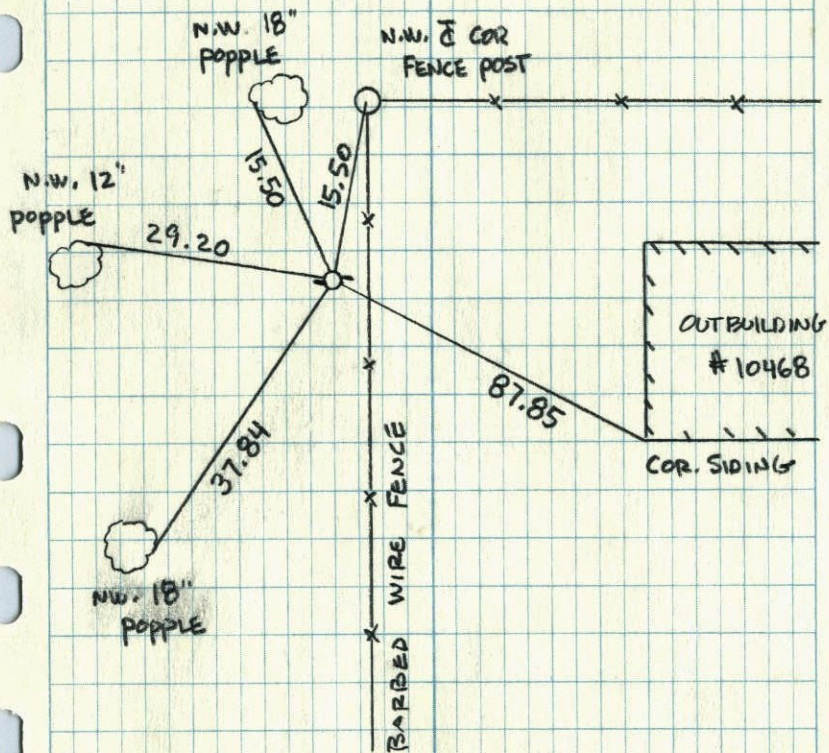 N.W. 18"
POPPLE
N.W. C COR
FENCE POST
N.W. 12"
POPPLE
15.50
15.50
29.20
OUTBUILDING
# 10468
87.85
COR. SIDING
37.84
NW. 18"
POPPLE
BARBED WIRE FENCE